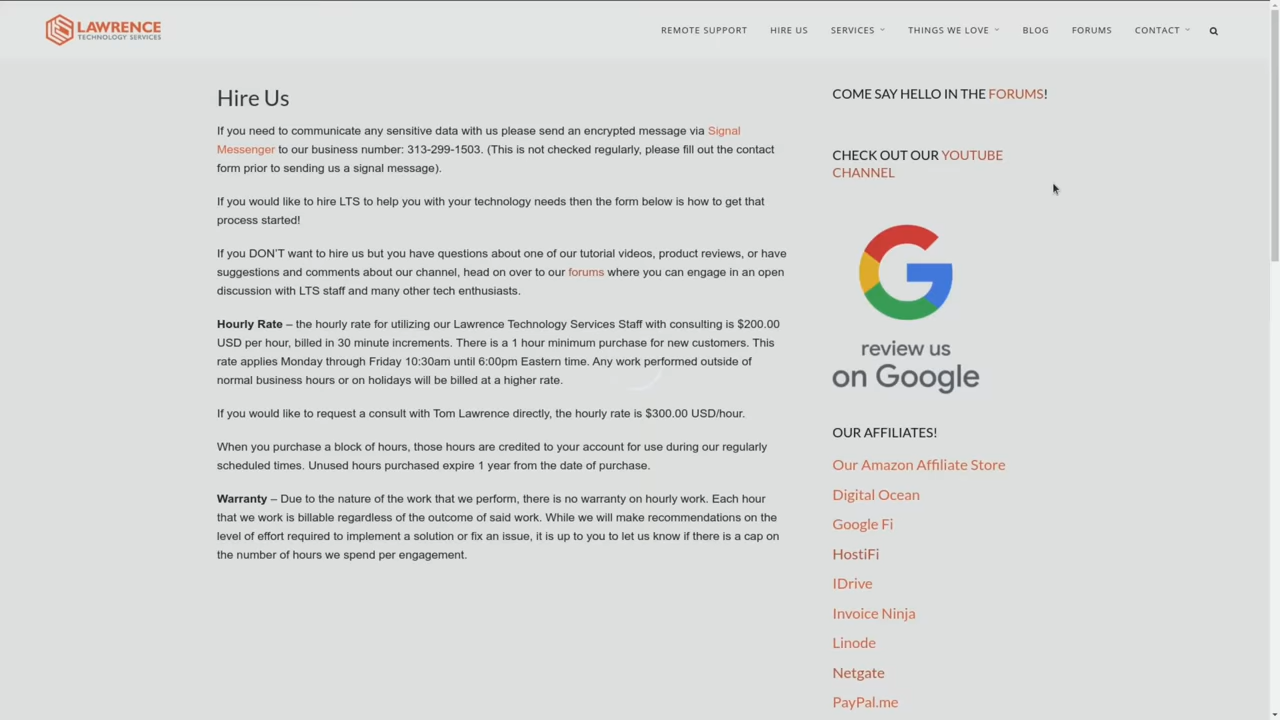 LAWRENCE
TECHNOLOGY SERVICES
REMOTE SUPPORT
HIRE US
SERVICES
THINGS WE LOVE
BLOG
FORUMS
CONTACT
Hire Us
If you need to communicate any sensitive data with us please send an encrypted message via Signal
Messenger to our business number: 313-299-1503. (This is not checked regularly, please fill out the contact
form prior to sending us a signal message).
If you would like to hire LTS to help you with your technology needs then the form below is how to get that
process started!
If you DON'T want to hire us but you have questions about one of our tutorial videos, product reviews, or have
suggestions and comments about our channel, head on over to our forums where you can engage in an open
discussion with LTS staff and many other tech enthusiasts.
Hourly Rate – the hourly rate for utilizing our Lawrence Technology Services Staff with consulting is $200.00
USD per hour, billed in 30 minute increments. There is a 1 hour minimum purchase for new customers. This
rate applies Monday through Friday 10:30am until 6:00pm Eastern time. Any work performed outside of
normal business hours or on holidays will be billed at a higher rate.
If you would like to request a consult with Tom Lawrence directly, the hourly rate is $300.00 USD/hour.
When you purchase a block of hours, those hours are credited to your account for use during our regularly
scheduled times. Unused hours purchased expire 1 year from the date of purchase.
Warranty – Due to the nature of the work that we perform, there is no warranty on hourly work. Each hour
that we work is billable regardless of the outcome of said work. While we will make recommendations on the
level of effort required to implement a solution or fix an issue, it is up to you to let us know if there is a cap on
the number of hours we spend per engagement.
COME SAY HELLO IN THE FORUMS!
CHECK OUT OUR YOUTUBE
CHANNEL
review us
on Google
OUR AFFILIATES!
Our Amazon Affiliate Store
Digital Ocean
Google Fi
HostiFi
IDrive
Invoice Ninja
Linode
Netgate
PayPal.me